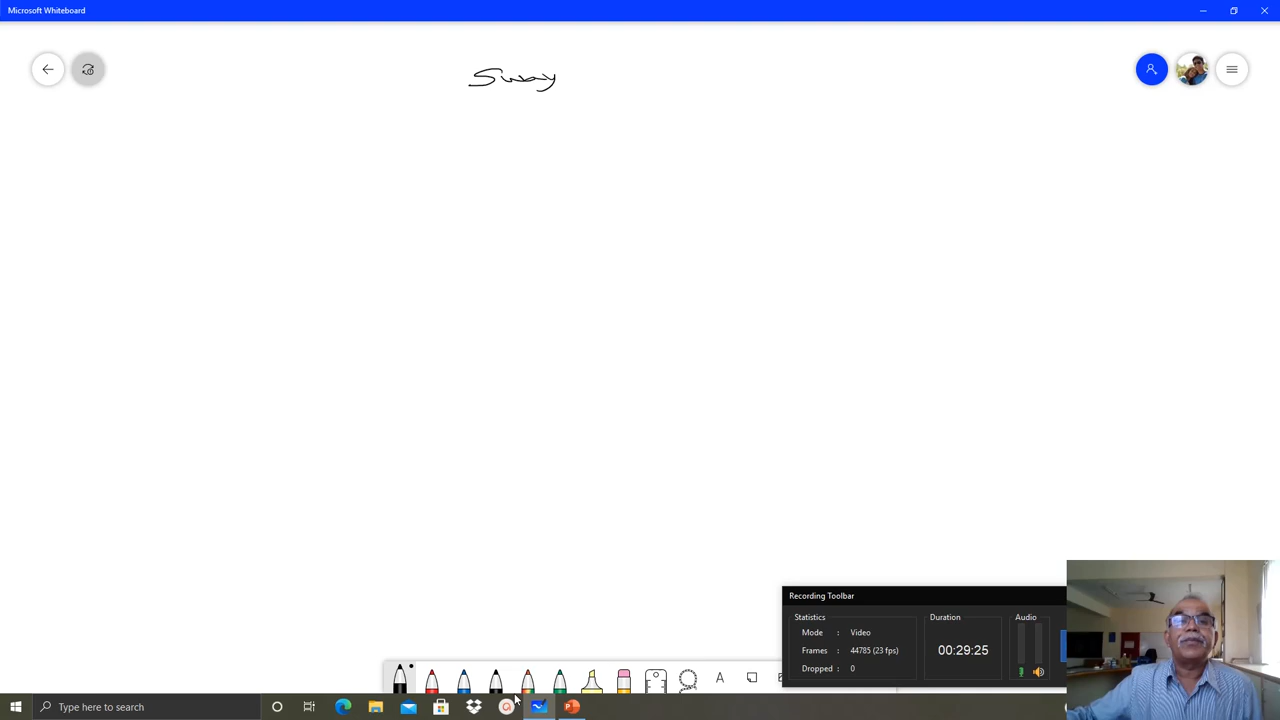 Microsoft Whiteboard
Sway
Recording Toolbar
Statistics
Duration
Audio
Mode : Video
Frames : 44785 (23 fps)
Dropped : 0
00:29:25
A
Type here to search